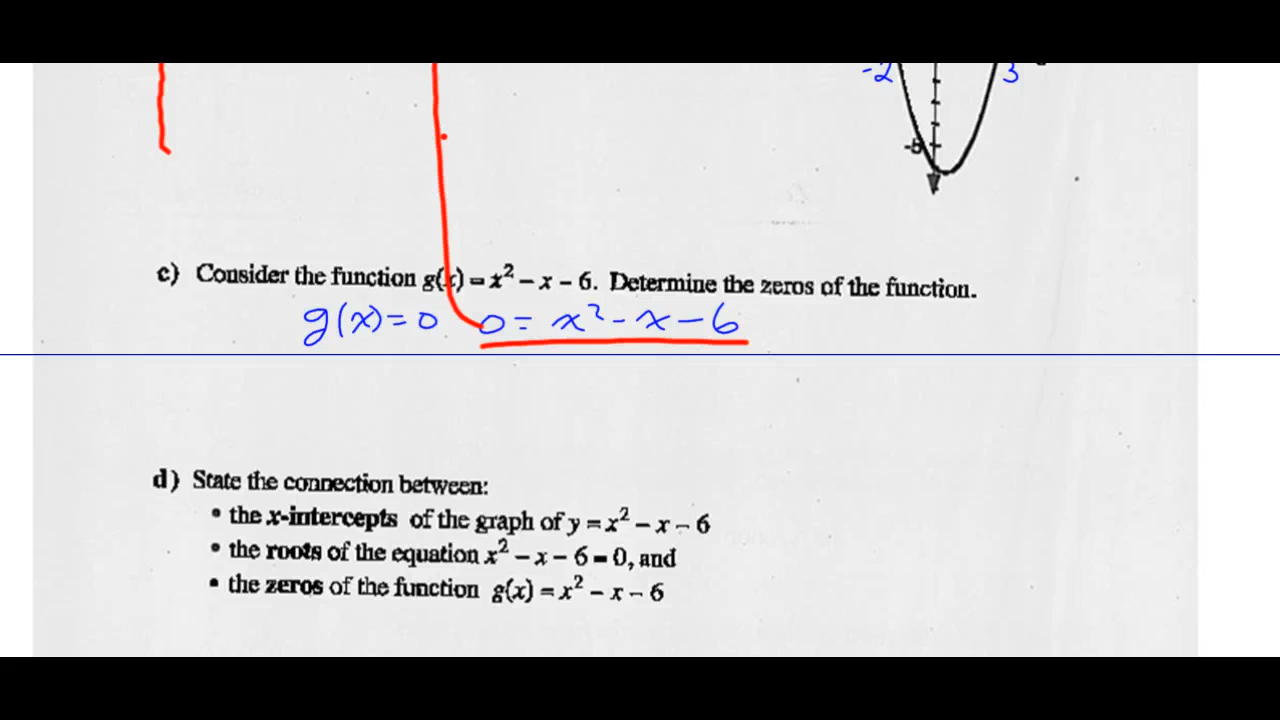 -2 3
-5
c) Consider the function g(x) = x² - x - 6. Determine the zeros of the function.
g(x) = 0 0 = x² - x - 6
d) State the connection between:
• the x-intercepts of the graph of y = x² - x - 6
• the roots of the equation x² - x - 6 = 0, and
• the zeros of the function g(x) = x² - x - 6